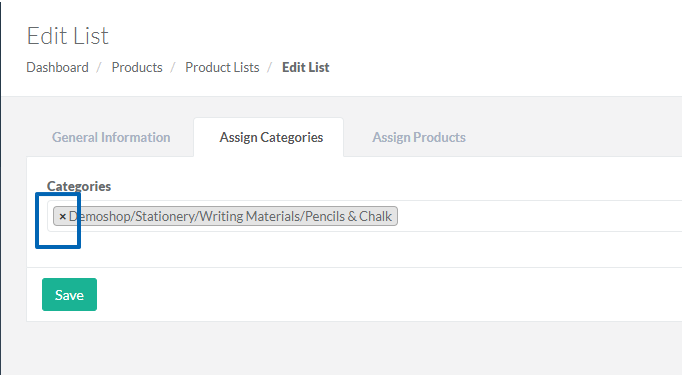 Edit List
Dashboard / Products / Product Lists / Edit List
General Information Assign Categories Assign Products
Categories
× Demoshop/Stationery/Writing Materials/Pencils & Chalk
Save